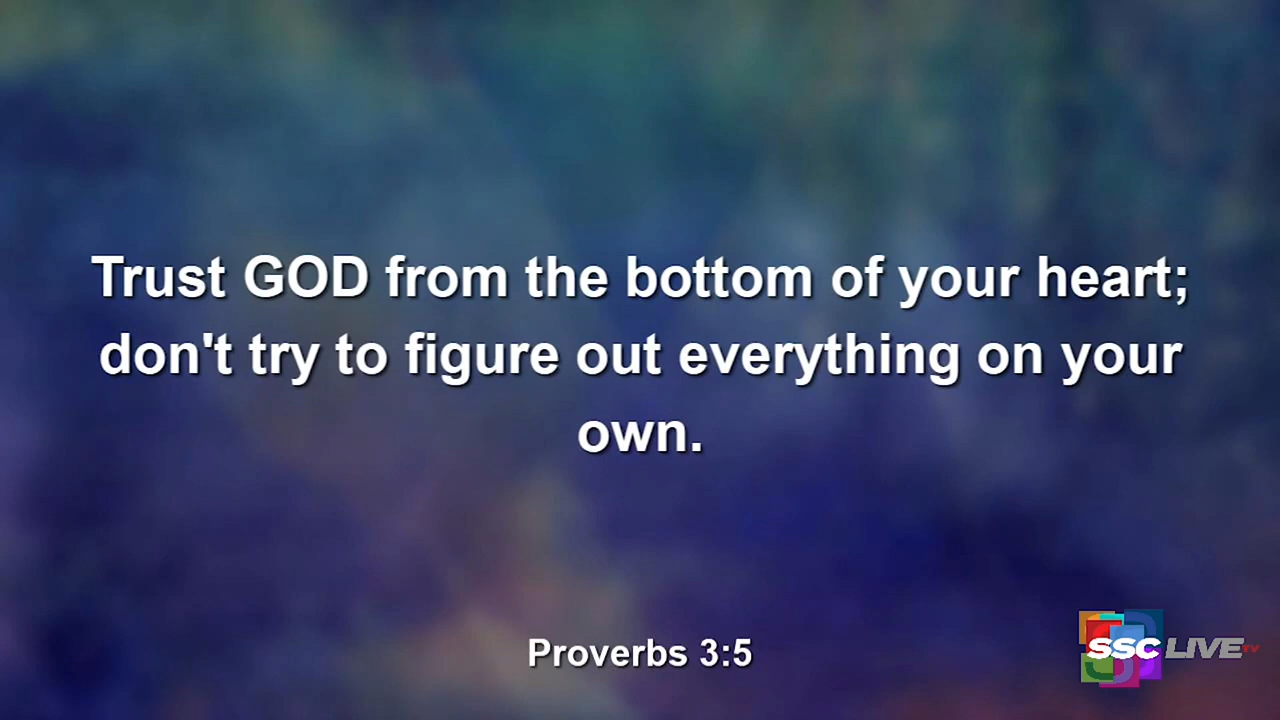 Trust GOD from the bottom of your heart;
don't try to figure out everything on your
own.
Proverbs 3:5
SSC LIVE TV